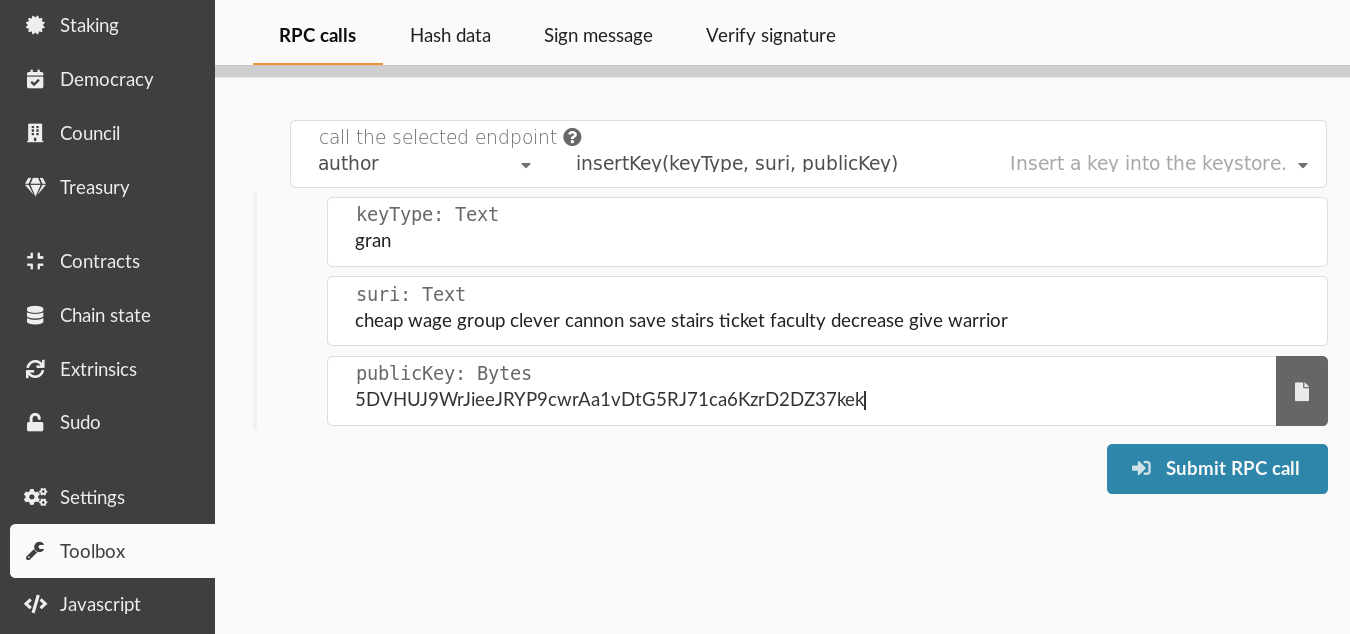 Staking
Democracy
Council
Treasury
Contracts
Chain state
Extrinsics
Sudo
Settings
Toolbox
Javascript
RPC calls Hash data Sign message Verify signature
call the selected endpoint ?
author insertKey(keyType, suri, publicKey) Insert a key into the keystore.
keyType: Text
gran
suri: Text
cheap wage group clever cannon save stairs ticket faculty decrease give warrior
publicKey: Bytes
5DVHUJ9WrJieeJRYP9cwrAa1vDtG5RJ71ca6KzrD2DZ37kek
Submit RPC call